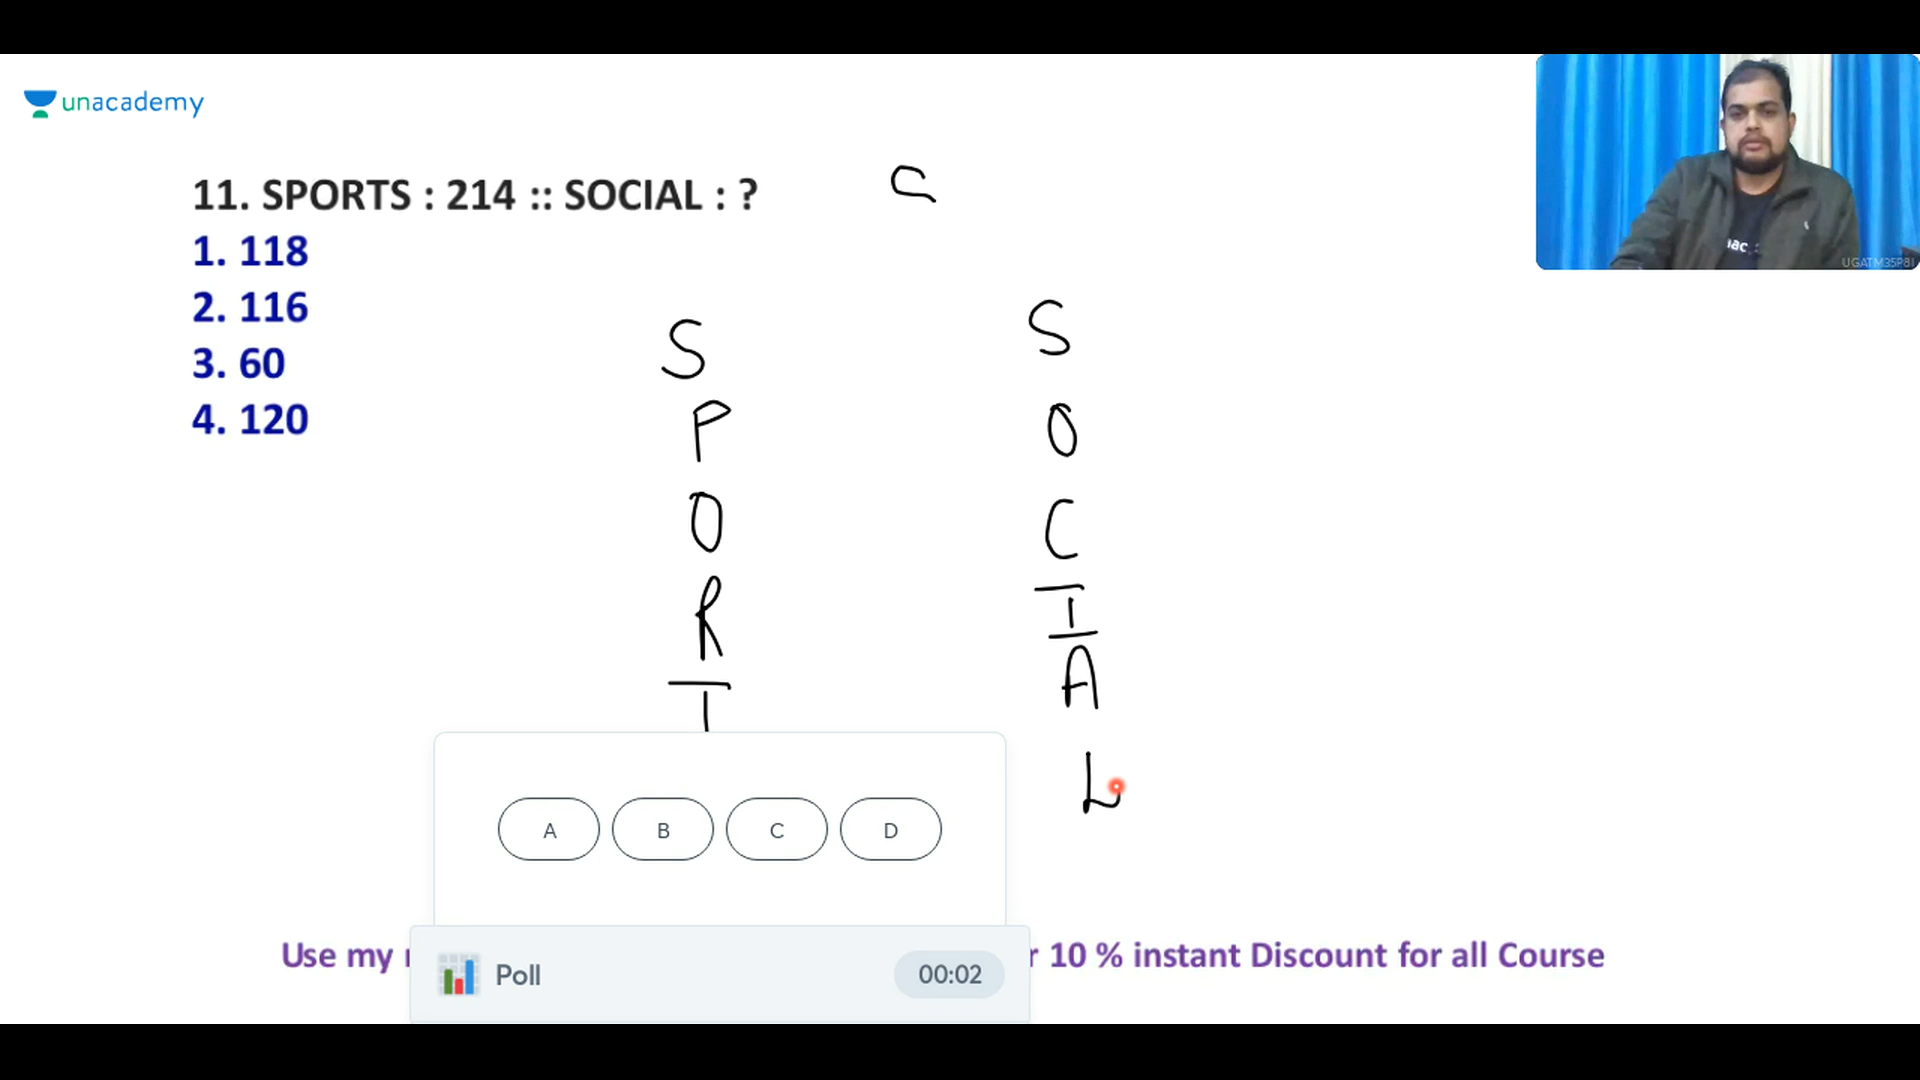 unacademy
11. SPORTS : 214 :: SOCIAL : ?
1. 118
2. 116
3. 60
4. 120
S
P
O
R
T
S
O
C
I
A
L
A B C D
Use my
10 % instant Discount for all Course
Poll
00:02
UGATM35P8I